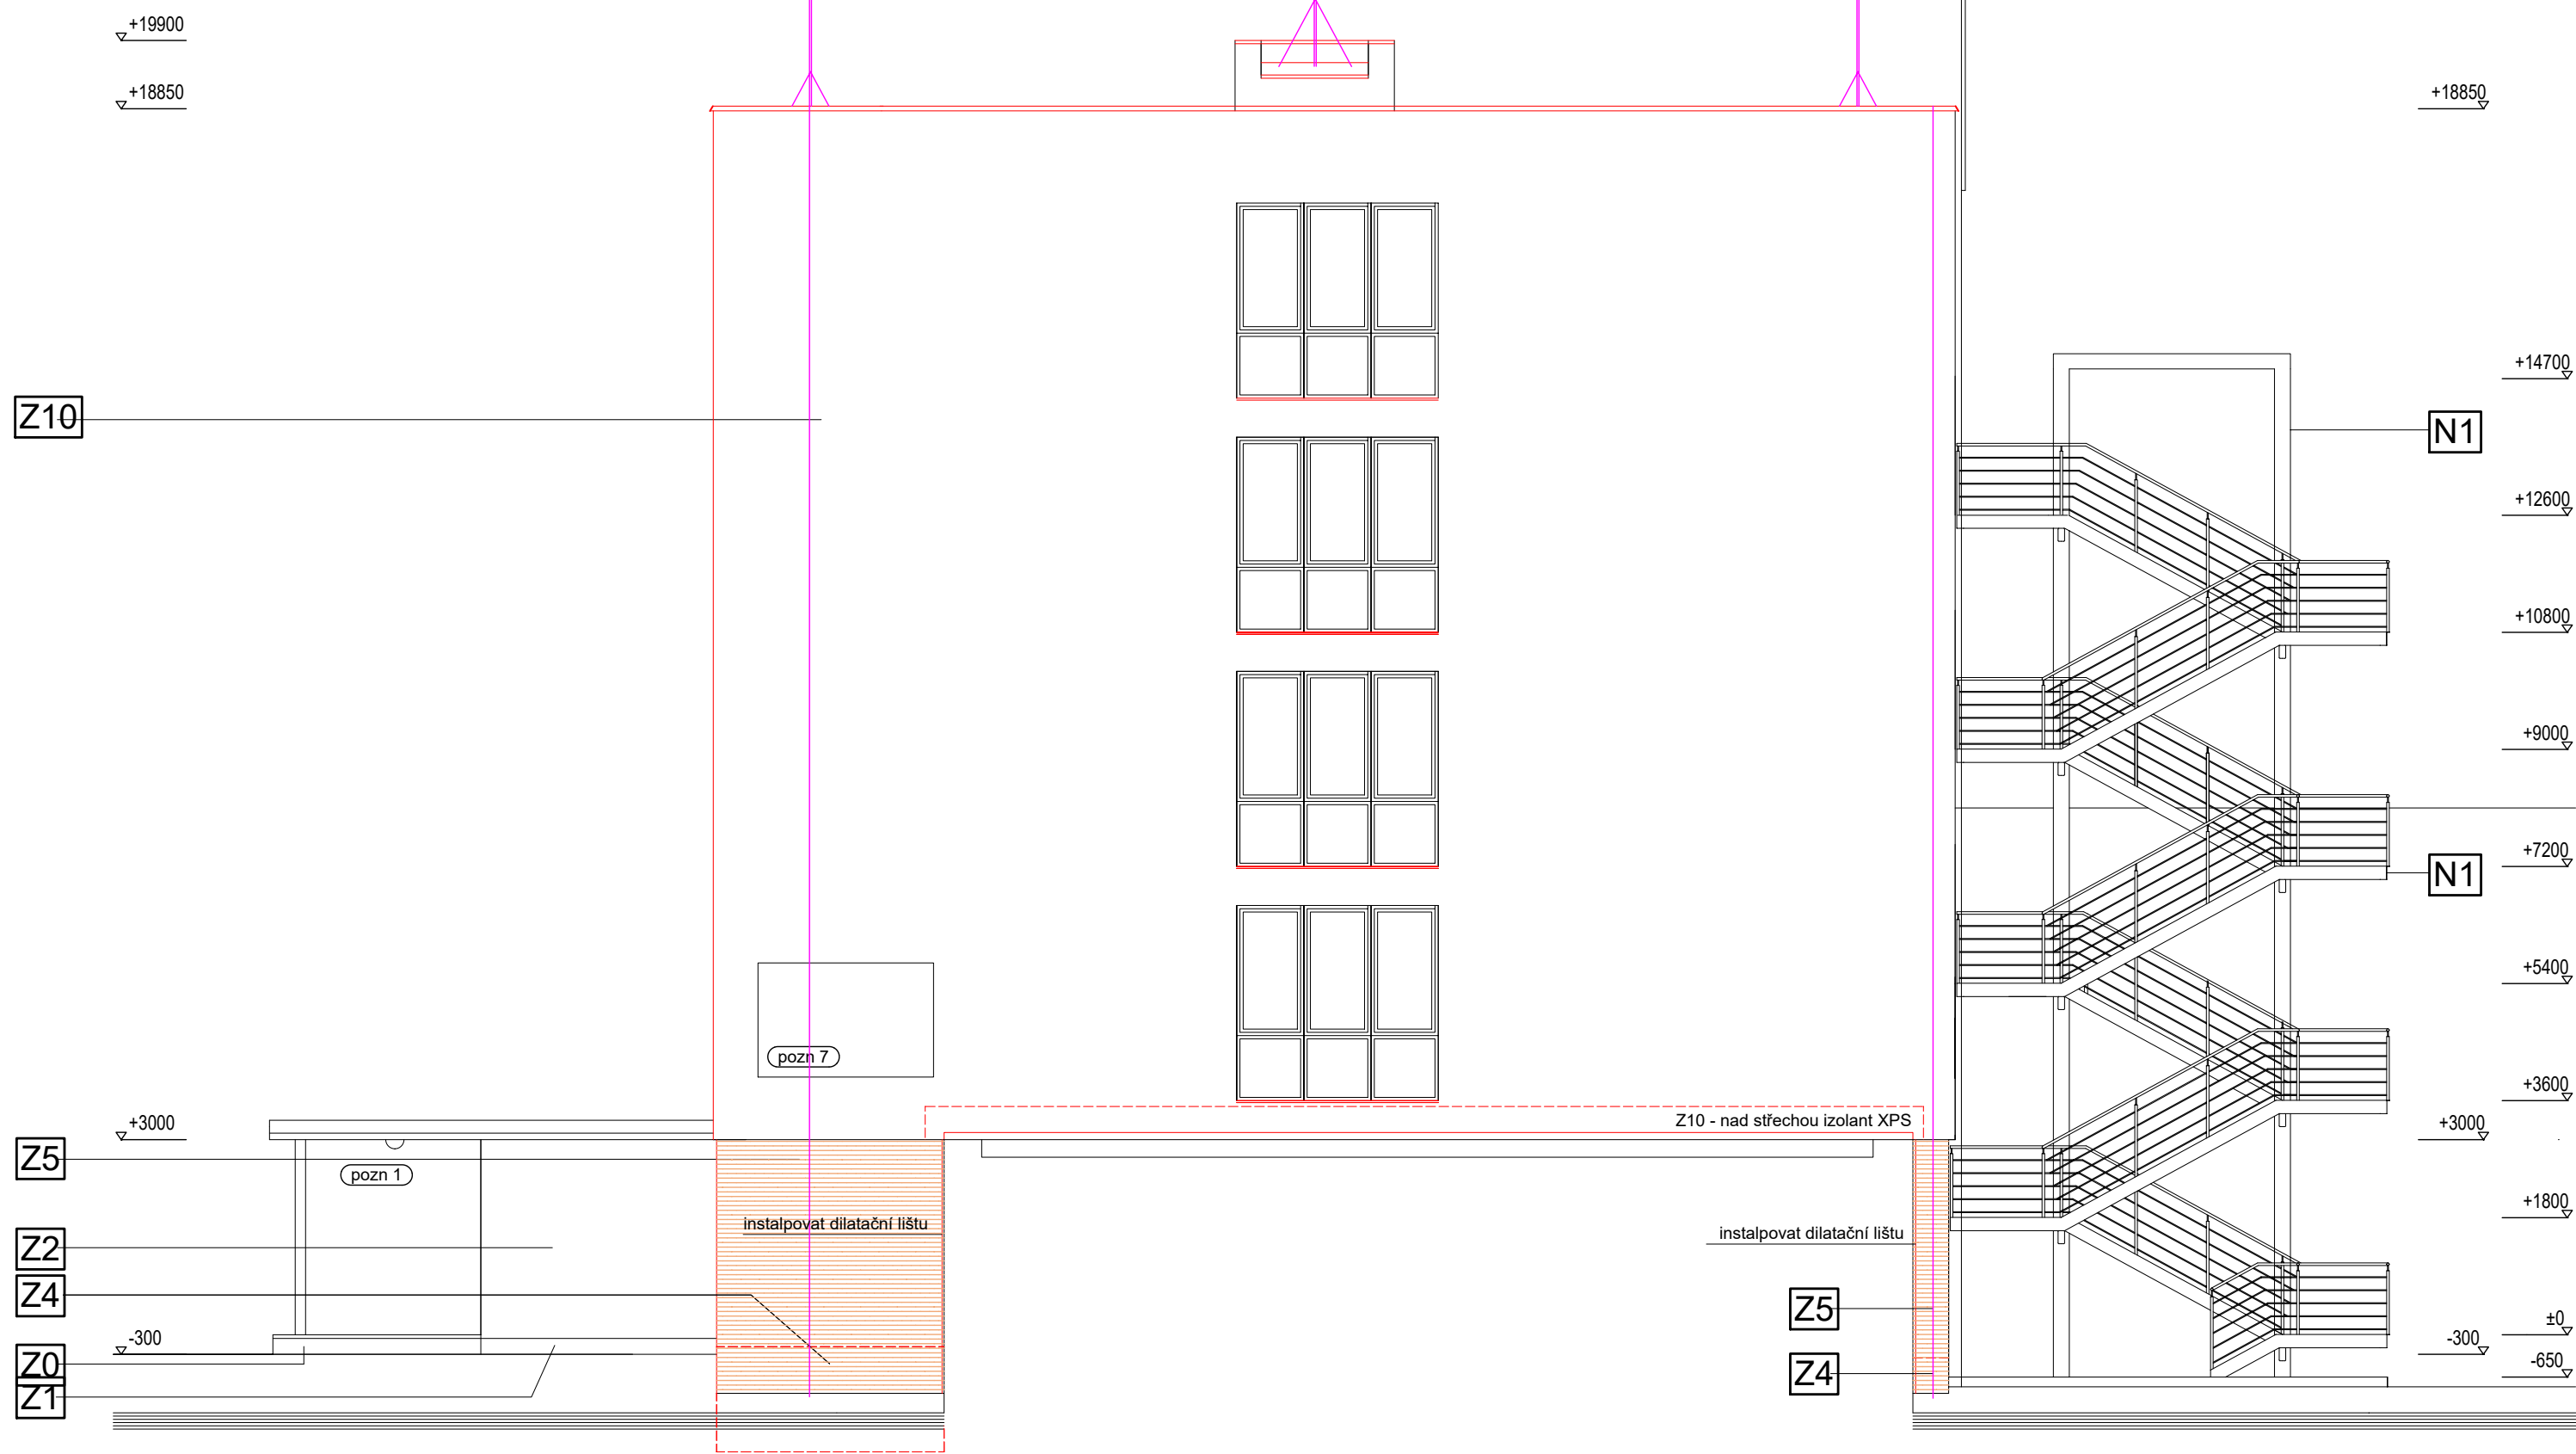 +19900
+18850
+18850
+14700
Z10
N1
+12600
+10800
+9000
+7200
N1
+5400
pozn 7
+3600
Z10 - nad střechou izolant XPS
+3000
+3000
Z5
pozn 1
+1800
instalpovat dilatační lištu
instalpovat dilatační lištu
Z2
Z4
Z5
±0
-300
-300
Z0
-650
Z4
Z1